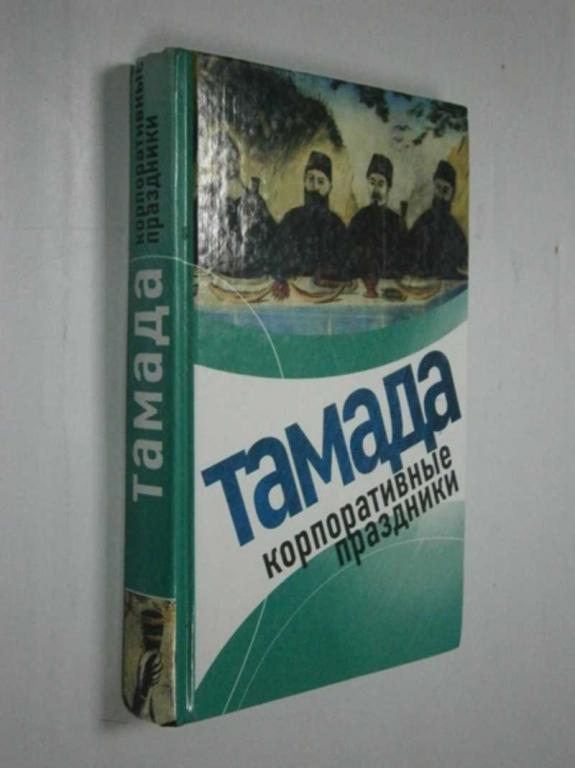 тамада
корпоративные
праздники
тамада
корпоративные
праздники